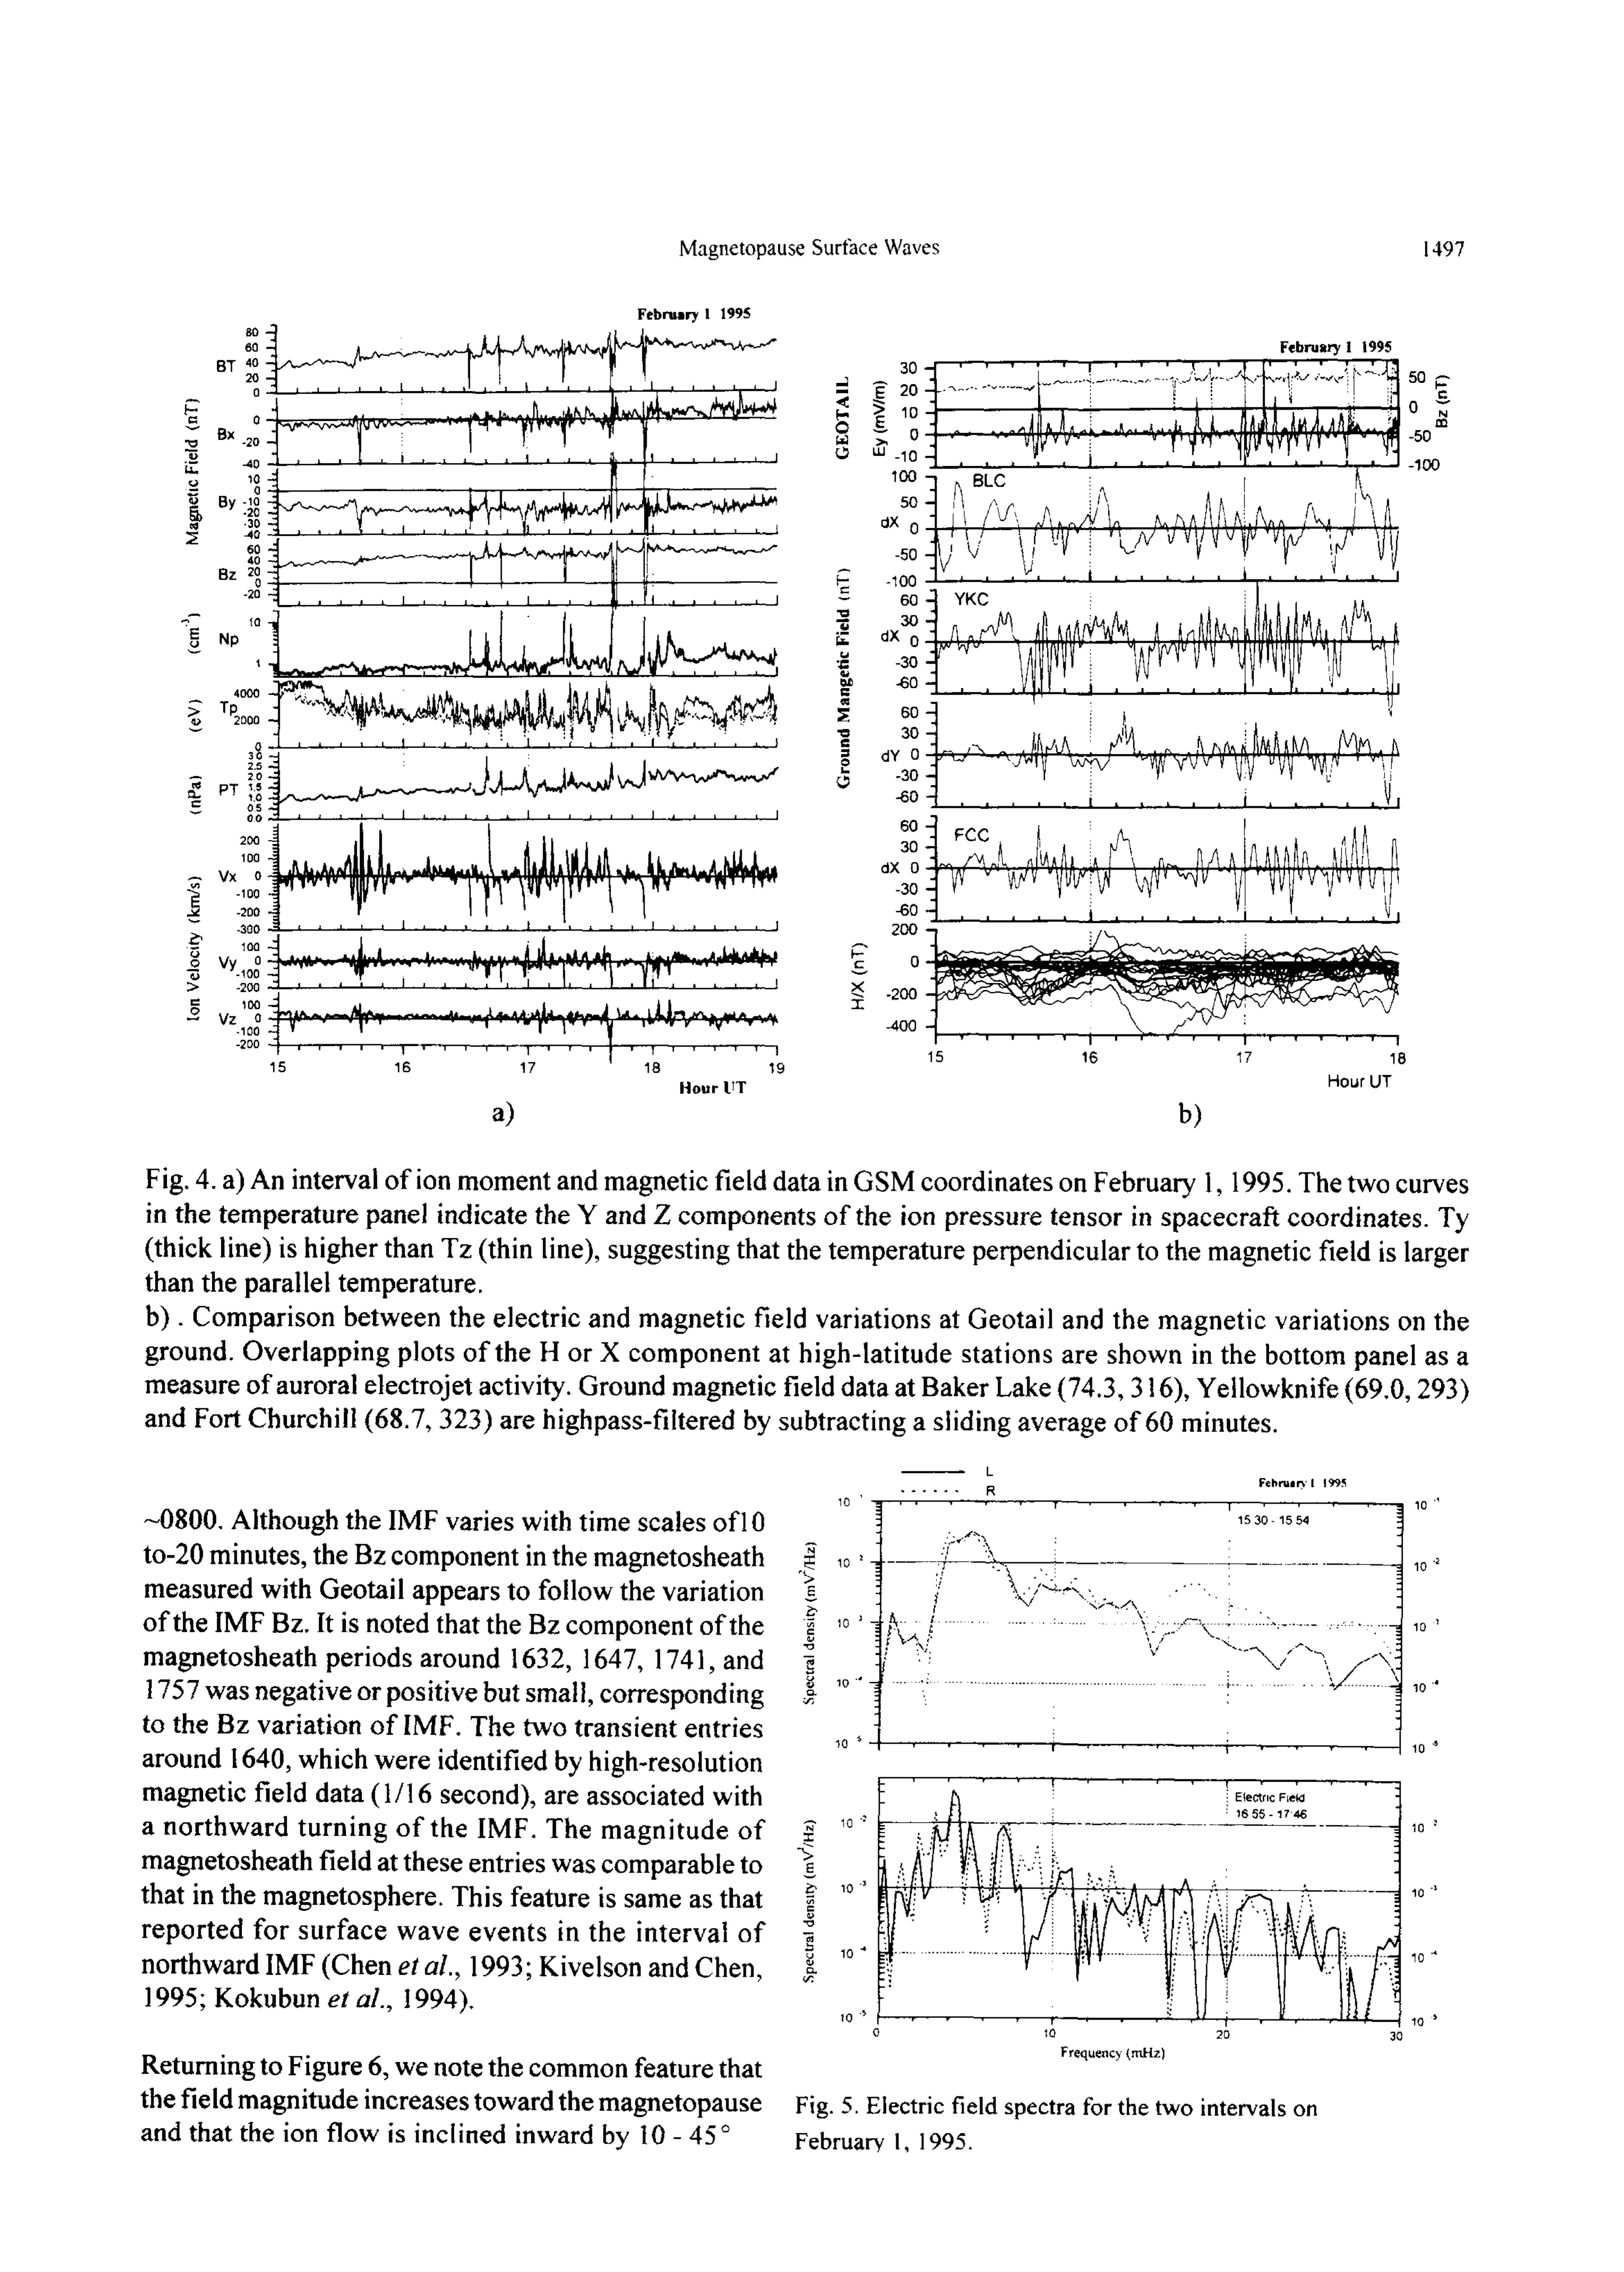 Magnetopause Surface Waves
1497
February 1 1995
80
60
BT 40
20
0
Magnetic Field (nT)
0
Bx -20
-40
10
0
By -10
-20
-30
-40
60
40
Bz 20
0
-20
(cm⁻³)
10
Np
1
(eV)
4000
Tp
2000
0
(nPa)
3.0
2.5
2.0
PT 1.5
1.0
0.5
0.0
Ion Velocity (km/s)
200
100
Vx 0
-100
-200
-300
100
Vy 0
-100
-200
100
Vz 0
-100
-200
15 16 17 18 19
Hour UT
a)
February 1 1995
GEOTAIL
Ey (mV/m)
30
20
10
0
-10
50
0
-50
-100
Bz (nT)
Ground Mangetic Field (nT)
100
BLC
50
dX 0
-50
-100
60
YKC
30
dX 0
-30
-60
60
30
dY 0
-30
-60
60
FCC
30
dX 0
-30
-60
H/X (nT)
200
0
-200
-400
15 16 17 18
Hour UT
b)
Fig. 4. a) An interval of ion moment and magnetic field data in GSM coordinates on February 1, 1995. The two curves
in the temperature panel indicate the Y and Z components of the ion pressure tensor in spacecraft coordinates. Ty
(thick line) is higher than Tz (thin line), suggesting that the temperature perpendicular to the magnetic field is larger
than the parallel temperature.
b) . Comparison between the electric and magnetic field variations at Geotail and the magnetic variations on the
ground. Overlapping plots of the H or X component at high-latitude stations are shown in the bottom panel as a
measure of auroral electrojet activity. Ground magnetic field data at Baker Lake (74.3, 316), Yellowknife (69.0, 293)
and Fort Churchill (68.7, 323) are highpass-filtered by subtracting a sliding average of 60 minutes.
~0800. Although the IMF varies with time scales of10
to-20 minutes, the Bz component in the magnetosheath
measured with Geotail appears to follow the variation
of the IMF Bz. It is noted that the Bz component of the
magnetosheath periods around 1632, 1647, 1741, and
1757 was negative or positive but small, corresponding
to the Bz variation of IMF. The two transient entries
around 1640, which were identified by high-resolution
magnetic field data (1/16 second), are associated with
a northward turning of the IMF. The magnitude of
magnetosheath field at these entries was comparable to
that in the magnetosphere. This feature is same as that
reported for surface wave events in the interval of
northward IMF (Chen et al., 1993; Kivelson and Chen,
1995; Kokubun et al., 1994).
Returning to Figure 6, we note the common feature that
the field magnitude increases toward the magnetopause
and that the ion flow is inclined inward by 10 - 45°
L
R
February 1 1995
15 30 - 15 54
Spectral density (mV²/Hz)
10⁻¹ 10⁻¹
10⁻² 10⁻²
10⁻³ 10⁻³
10⁻⁴ 10⁻⁴
10⁻⁵ 10⁻⁵
Electric Field
16 55 - 17 46
Spectral density (mV²/Hz)
10⁻² 10⁻²
10⁻³ 10⁻³
10⁻⁴ 10⁻⁴
10⁻⁵ 10⁻⁵
0 10 20 30
Frequency (mHz)
Fig. 5. Electric field spectra for the two intervals on
February 1, 1995.